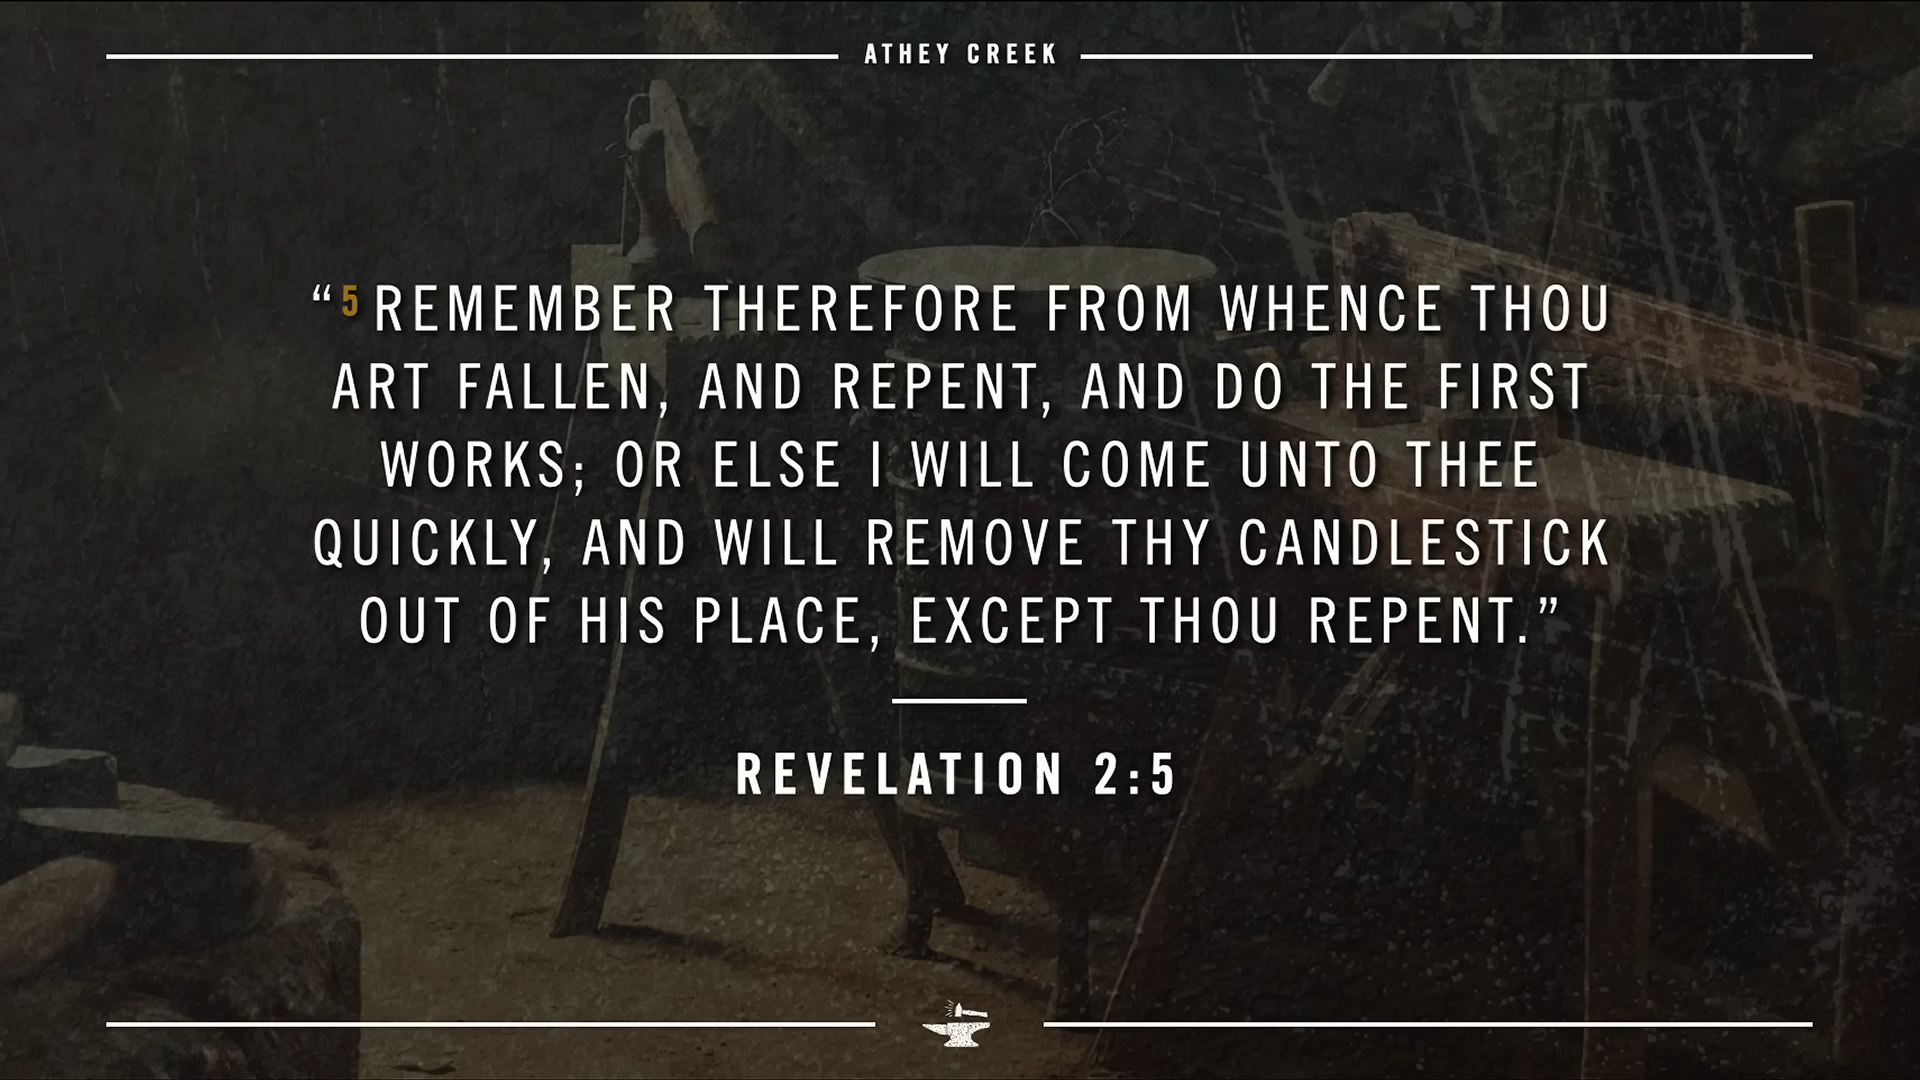 ATHEY CREEK
“5 REMEMBER THEREFORE FROM WHENCE THOU
ART FALLEN, AND REPENT, AND DO THE FIRST
WORKS; OR ELSE I WILL COME UNTO THEE
QUICKLY, AND WILL REMOVE THY CANDLESTICK
OUT OF HIS PLACE, EXCEPT THOU REPENT.”
REVELATION 2:5